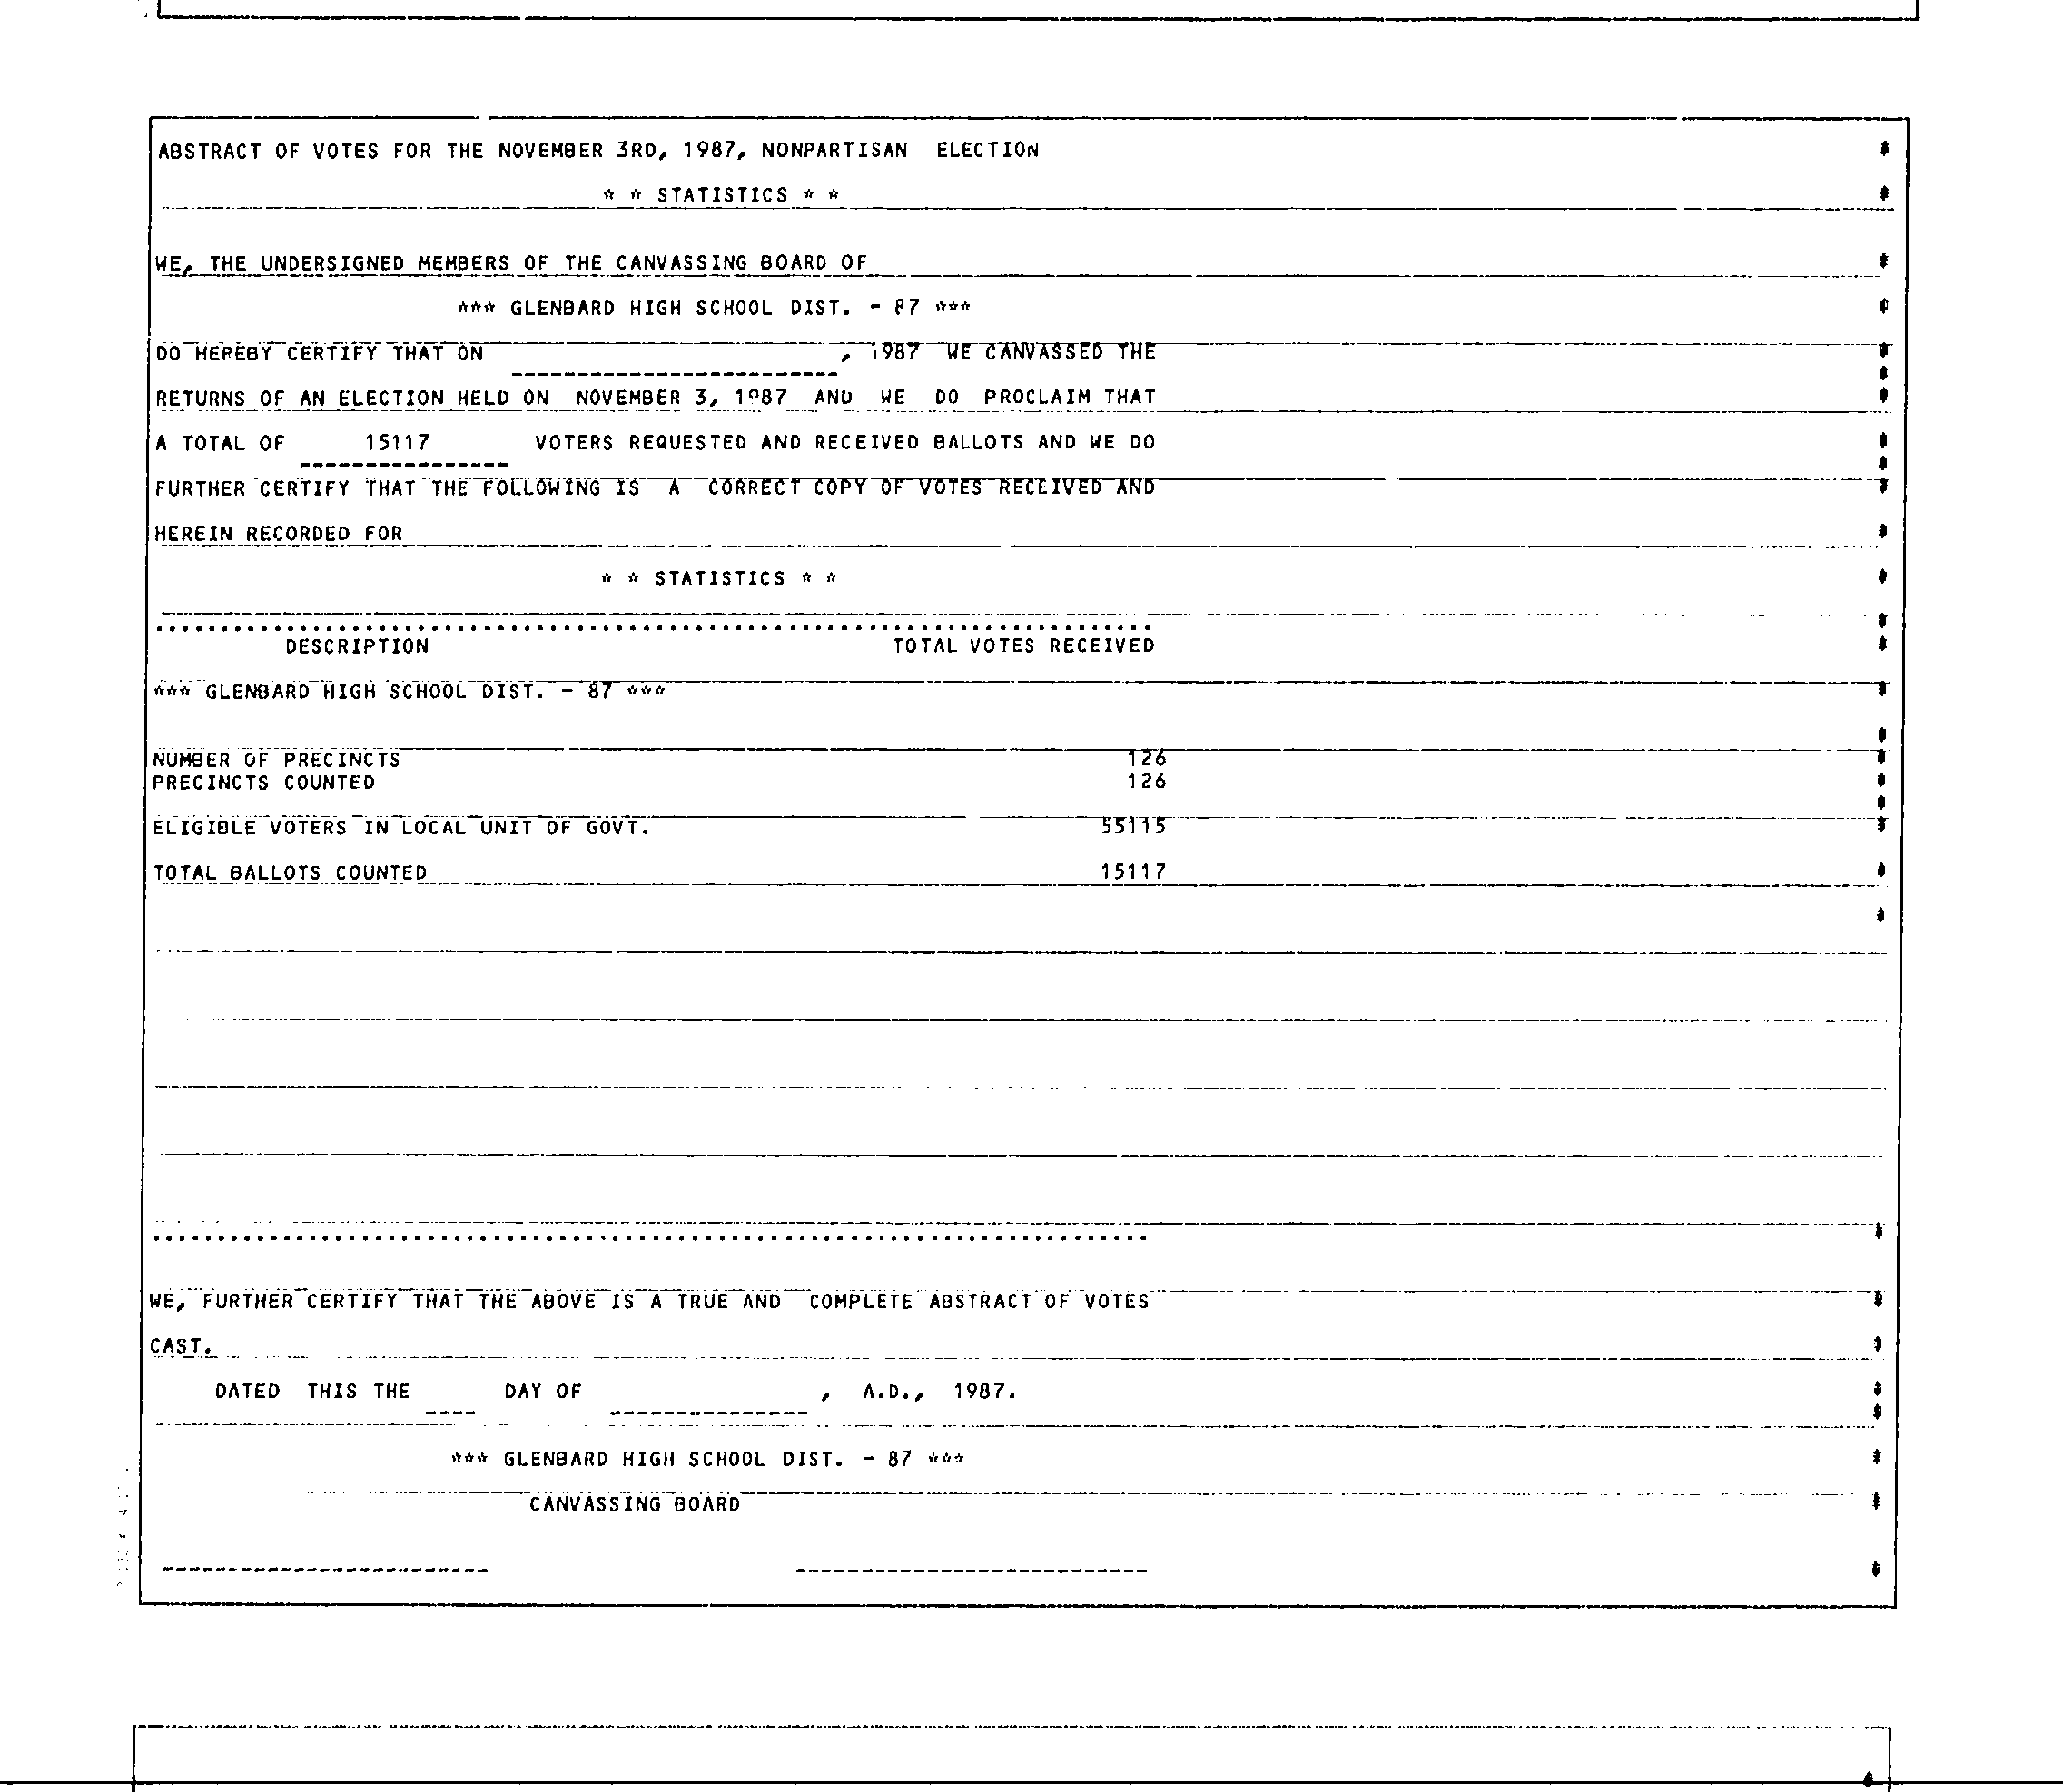 ABSTRACT OF VOTES FOR THE NOVEMBER 3RD, 1987, NONPARTISAN ELECTION
* * STATISTICS * *
WE, THE UNDERSIGNED MEMBERS OF THE CANVASSING BOARD OF
*** GLENBARD HIGH SCHOOL DIST. - 87 ***
DO HEREBY CERTIFY THAT ON ------------------------- , 1987 WE CANVASSED THE
RETURNS OF AN ELECTION HELD ON NOVEMBER 3, 1987 AND WE DO PROCLAIM THAT
A TOTAL OF 15117 VOTERS REQUESTED AND RECEIVED BALLOTS AND WE DO
FURTHER CERTIFY THAT THE FOLLOWING IS A CORRECT COPY OF VOTES RECEIVED AND
HEREIN RECORDED FOR
* * STATISTICS * *
DESCRIPTION TOTAL VOTES RECEIVED
*** GLENBARD HIGH SCHOOL DIST. - 87 ***
NUMBER OF PRECINCTS 126
PRECINCTS COUNTED 126
ELIGIBLE VOTERS IN LOCAL UNIT OF GOVT. 55115
TOTAL BALLOTS COUNTED 15117
WE, FURTHER CERTIFY THAT THE ABOVE IS A TRUE AND COMPLETE ABSTRACT OF VOTES
CAST.
DATED THIS THE ---- DAY OF --------------- , A.D., 1987.
*** GLENBARD HIGH SCHOOL DIST. - 87 ***
CANVASSING BOARD